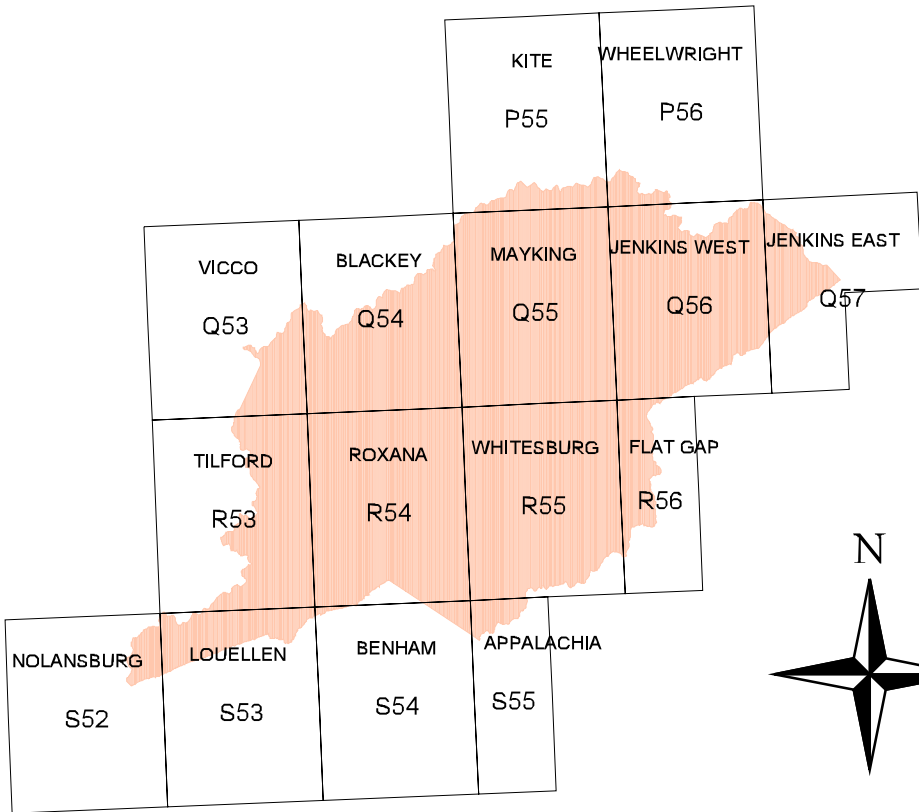 KITE
WHEELWRIGHT
P55
P56
VICCO
BLACKEY
MAYKING
JENKINS WEST
JENKINS EAST
Q53
Q54
Q55
Q56
Q57
TILFORD
ROXANA
WHITESBURG
FLAT GAP
R53
R54
R55
R56
N
NOLANSBURG
LOUELLEN
BENHAM
APPALACHIA
S52
S53
S54
S55